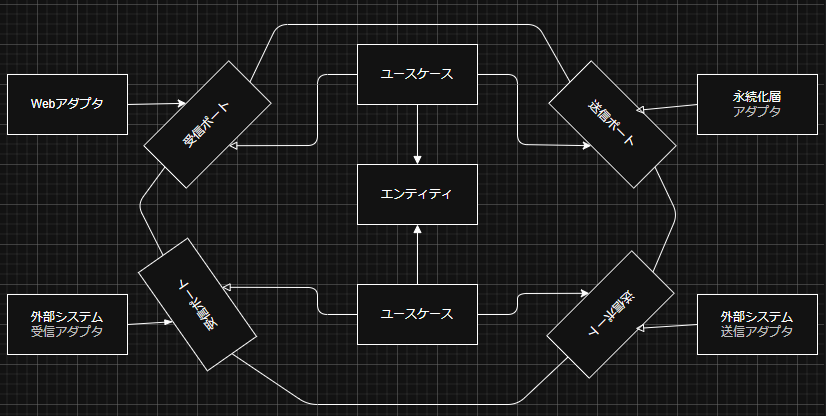 Webアダプタ
受信ポート
ユースケース
送信ポート
永続化層
アダプタ
エンティティ
外部システム
受信アダプタ
受信ポート
ユースケース
送信ポート
外部システム
送信アダプタ